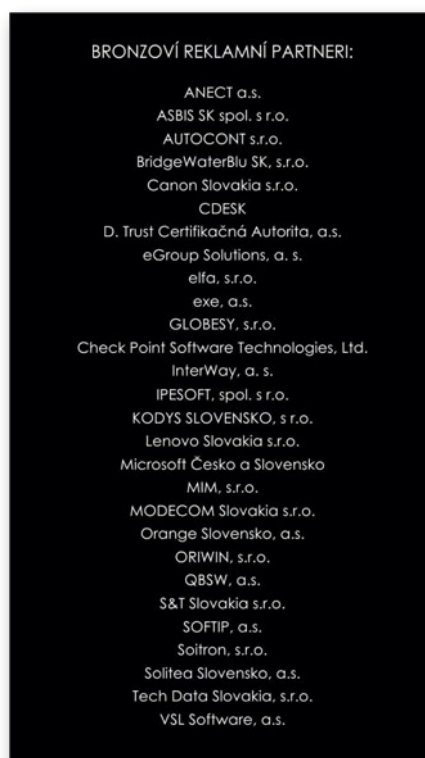 BRONZOVÍ REKLAMNÍ PARTNERI:
ANECT a.s.
ASBIS SK spol. s r.o.
AUTOCONT s.r.o.
BridgeWaterBlu SK, s.r.o.
Canon Slovakia s.r.o.
CDESK
D. Trust Certifikačná Autorita, a.s.
eGroup Solutions, a. s.
elfa, s.r.o.
exe, a.s.
GLOBESY, s.r.o.
Check Point Software Technologies, Ltd.
InterWay, a. s.
IPESOFT, spol. s r.o.
KODYS SLOVENSKO, s r.o.
Lenovo Slovakia s.r.o.
Microsoft Česko a Slovensko
MIM, s.r.o.
MODECOM Slovakia s.r.o.
Orange Slovensko, a.s.
ORIWIN, s.r.o.
QBSW, a.s.
S&T Slovakia s.r.o.
SOFTIP, a.s.
Soitron, s.r.o.
Solitea Slovensko, a.s.
Tech Data Slovakia, s.r.o.
VSL Software, a.s.